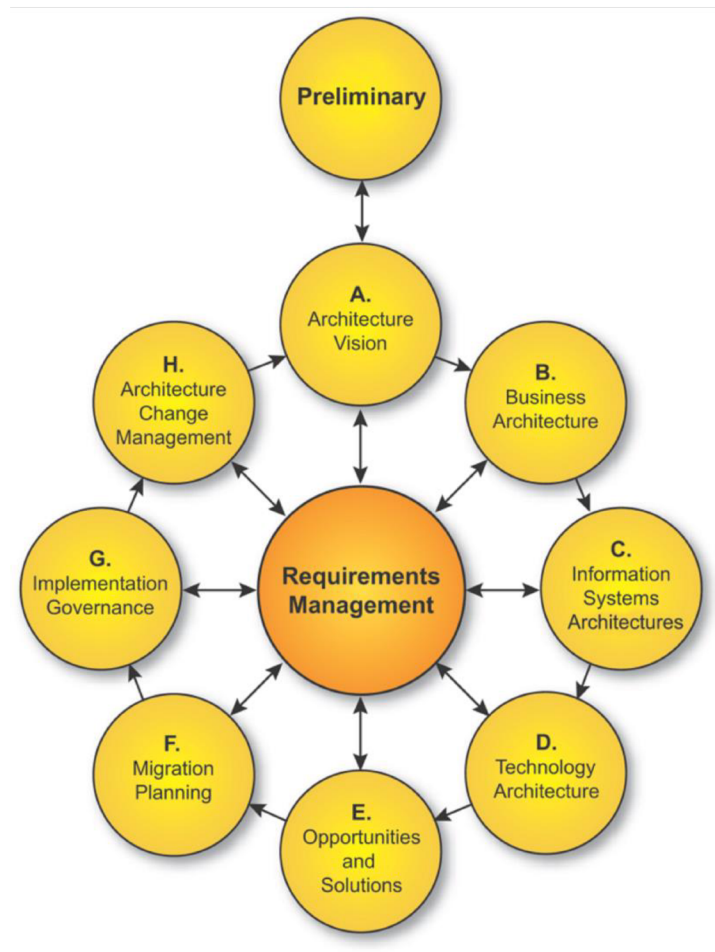 Preliminary
A.
Architecture
Vision
B.
Business
Architecture
C.
Information
Systems
Architectures
D.
Technology
Architecture
E.
Opportunities
and
Solutions
F.
Migration
Planning
G.
Implementation
Governance
H.
Architecture
Change
Management
Requirements
Management